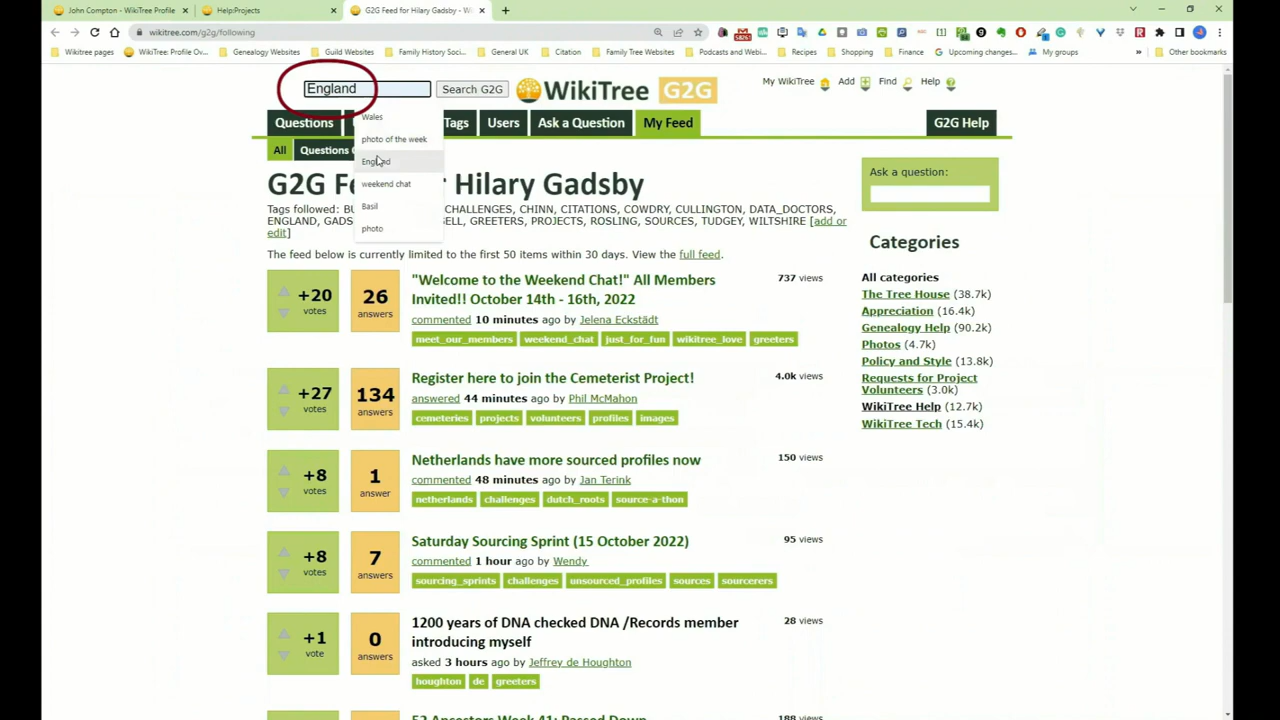 John Compton - WikiTree Profile
Help:Projects
G2G Feed for Hilary Gadsby - Wi
wikitree.com/g2g/following
Wikitree pages
WikiTree: Profile Ov...
Genealogy Websites
Guild Websites
Family History Soci...
General UK
Citation
Family Tree Websites
Podcasts and Webi...
Recipes
Shopping
Finance
Upcoming changes...
My groups
Other bookmarks
England
Search G2G
WikiTree G2G
My WikiTree
Add
Find
Help
Questions
Tags
Users
Ask a Question
My Feed
G2G Help
All
Questions
Wales
photo of the week
England
weekend chat
Basil
photo
G2G Feed for Hilary Gadsby
Tags followed: CHALLENGES, CHINN, CITATIONS, COWDRY, CULLINGTON, DATA_DOCTORS,
ENGLAND, GREETERS, PROJECTS, ROSLING, SOURCES, TUDGEY, WILTSHIRE [add or
edit]
The feed below is currently limited to the first 50 items within 30 days. View the full feed.
+20
votes
26
answers
"Welcome to the Weekend Chat!" All Members
Invited!! October 14th - 16th, 2022
737 views
commented 10 minutes ago by Jelena Eckstädt
meet_our_members weekend_chat just_for_fun wikitree_love greeters
+27
votes
134
answers
Register here to join the Cemeterist Project!
4.0k views
answered 44 minutes ago by Phil McMahon
cemeteries projects volunteers profiles images
+8
votes
1
answer
Netherlands have more sourced profiles now
150 views
commented 48 minutes ago by Jan Terink
netherlands challenges dutch_roots source-a-thon
+8
votes
7
answers
Saturday Sourcing Sprint (15 October 2022)
95 views
commented 1 hour ago by Wendy
sourcing_sprints challenges unsourced_profiles sources sourcerers
+1
vote
0
answers
1200 years of DNA checked DNA /Records member
introducing myself
28 views
asked 3 hours ago by Jeffrey de Houghton
houghton de greeters
52 Ancestors Week 41: Passed Down
188 views
Ask a question:
Categories
All categories
The Tree House (38.7k)
Appreciation (16.4k)
Genealogy Help (90.2k)
Photos (4.7k)
Policy and Style (13.8k)
Requests for Project
Volunteers (3.0k)
WikiTree Help (12.7k)
WikiTree Tech (15.4k)